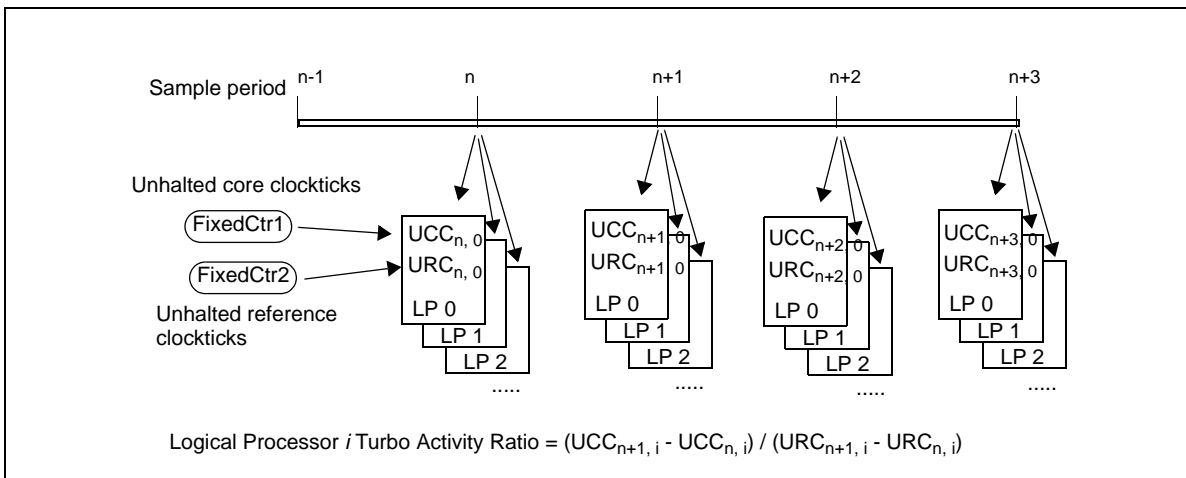 Sample period n-1 n n+1 n+2 n+3
Unhalted core clockticks
FixedCtr1
FixedCtr2
Unhalted reference
clockticks
UCCn, 0
URCn, 0
LP 0
LP 1
LP 2
.....
UCCn+1, 0
URCn+1 0
LP 0
LP 1
LP 2
.....
UCCn+2, 0
URCn+2, 0
LP 0
LP 1
LP 2
.....
UCCn+3, 0
URCn+3, 0
LP 0
LP 1
LP 2
.....
Logical Processor i Turbo Activity Ratio = (UCCn+1, i - UCCn, i) / (URCn+1, i - URCn, i)